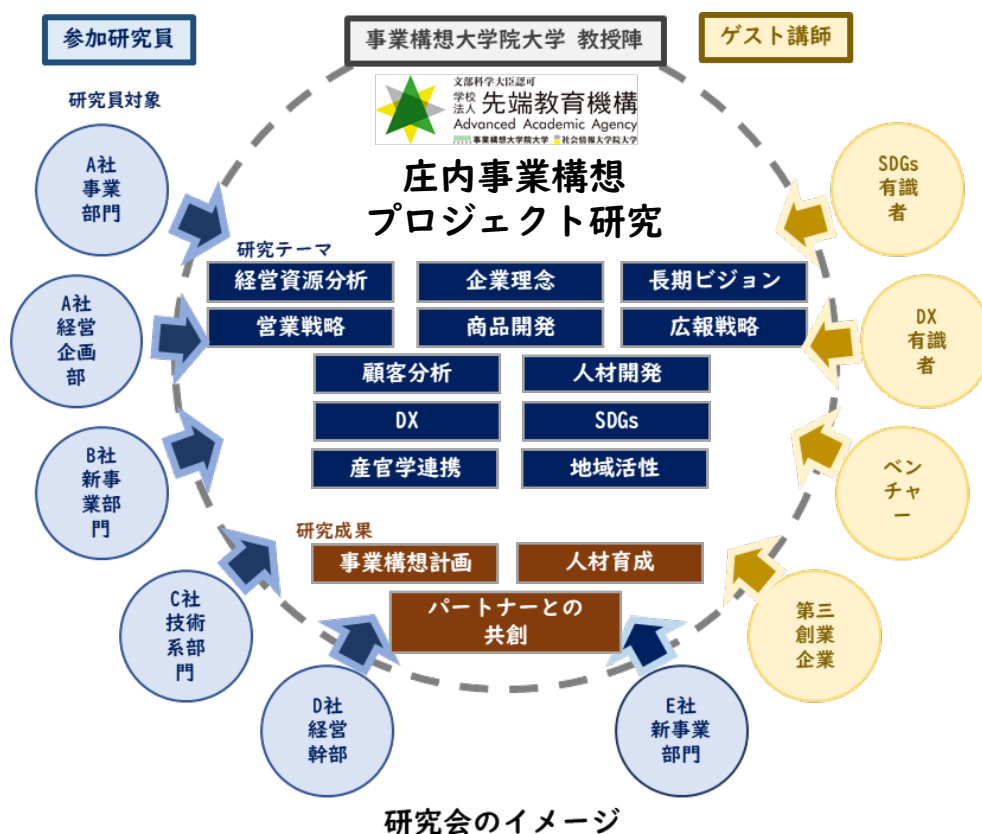 参加研究員
事業構想大学院大学 教授陣
ゲスト講師
研究員対象
文部科学大臣認可
学校
法人
先端教育機構
Advanced Academic Agency
事業構想大学院大学 社会情報大学院大学
庄内事業構想
プロジェクト研究
A社
事業
部門
A社
経営
企画
部
B社
新事
業部
門
C社
技術
系部
門
D社
経営
幹部
E社
新事業
部門
SDGs
有識
者
DX
有識
者
ベン
チャ
ー
第三
創業
企業
研究テーマ
経営資源分析
企業理念
長期ビジョン
営業戦略
商品開発
広報戦略
顧客分析
人材開発
DX
SDGs
産官学連携
地域活性
研究成果
事業構想計画
人材育成
パートナーとの
共創
研究会のイメージ